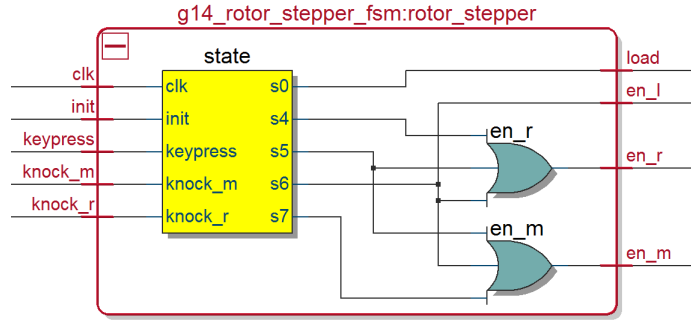 g14_rotor_stepper_fsm:rotor_stepper
state
clk
init
keypress
knock_m
knock_r
clk
init
keypress
knock_m
knock_r
s0
s4
s5
s6
s7
en_r
en_m
load
en_l
en_r
en_m